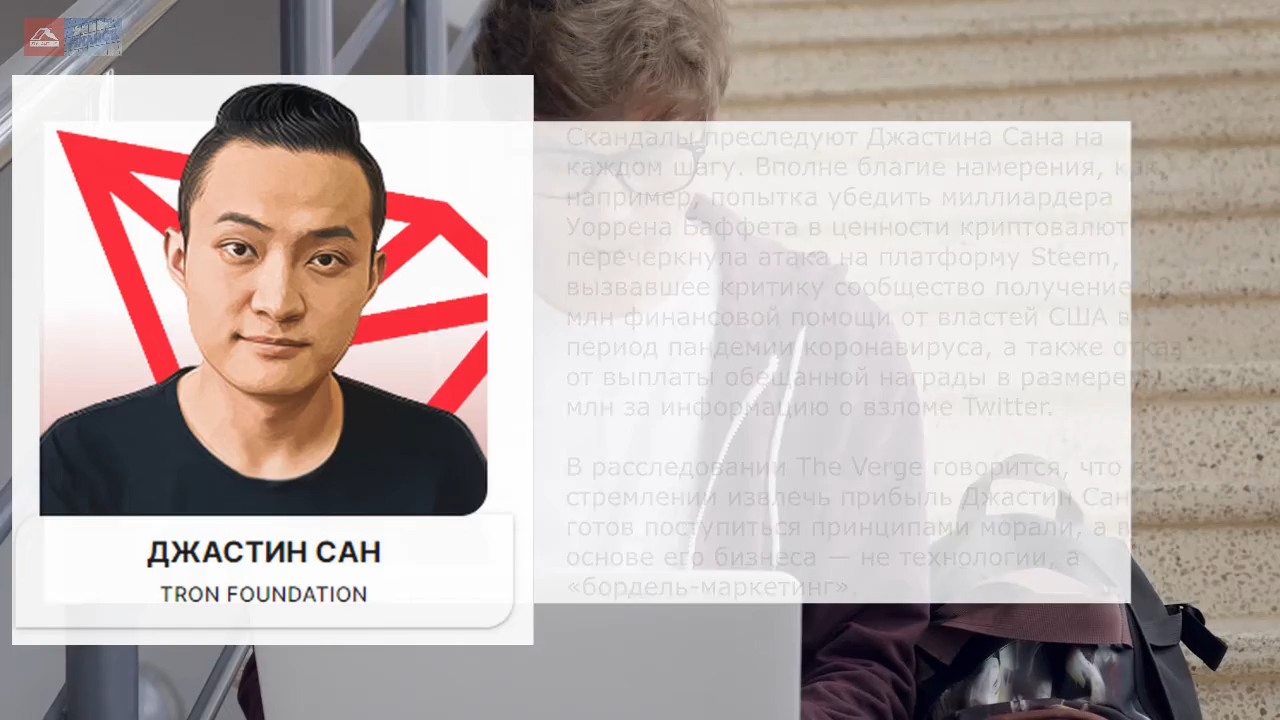 ДЖАСТИН САН
TRON FOUNDATION
Скандалы преследуют Джастина Сана на
каждом шагу. Вполне благие намерения, как,
например, попытка убедить миллиардера
Уоррена Баффета в ценности криптовалют
перечеркнула атака на платформу Steem,
вызвавшее критику сообщество получение
млн финансовой помощи от властей США в
период пандемии коронавируса, а также отказ
от выплаты обещанной награды в размере
млн за информацию о взломе Twitter.
В расследовании The Verge говорится, что
стремлении извлечь прибыль Джастин Сан
готов поступиться принципами морали, а
основе его бизнеса — не технологии, а
«бордель-маркетинг».